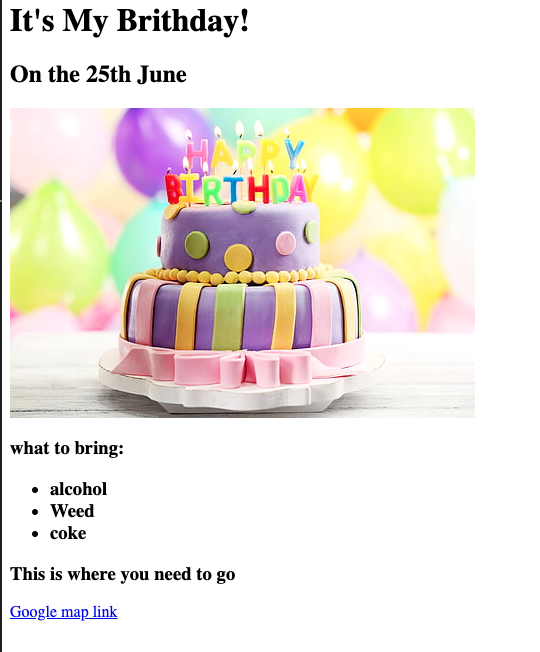 It's My Brithday!
On the 25th June
HAPPY
BIRTHDAY
what to bring:
alcohol
Weed
coke
This is where you need to go
Google map link